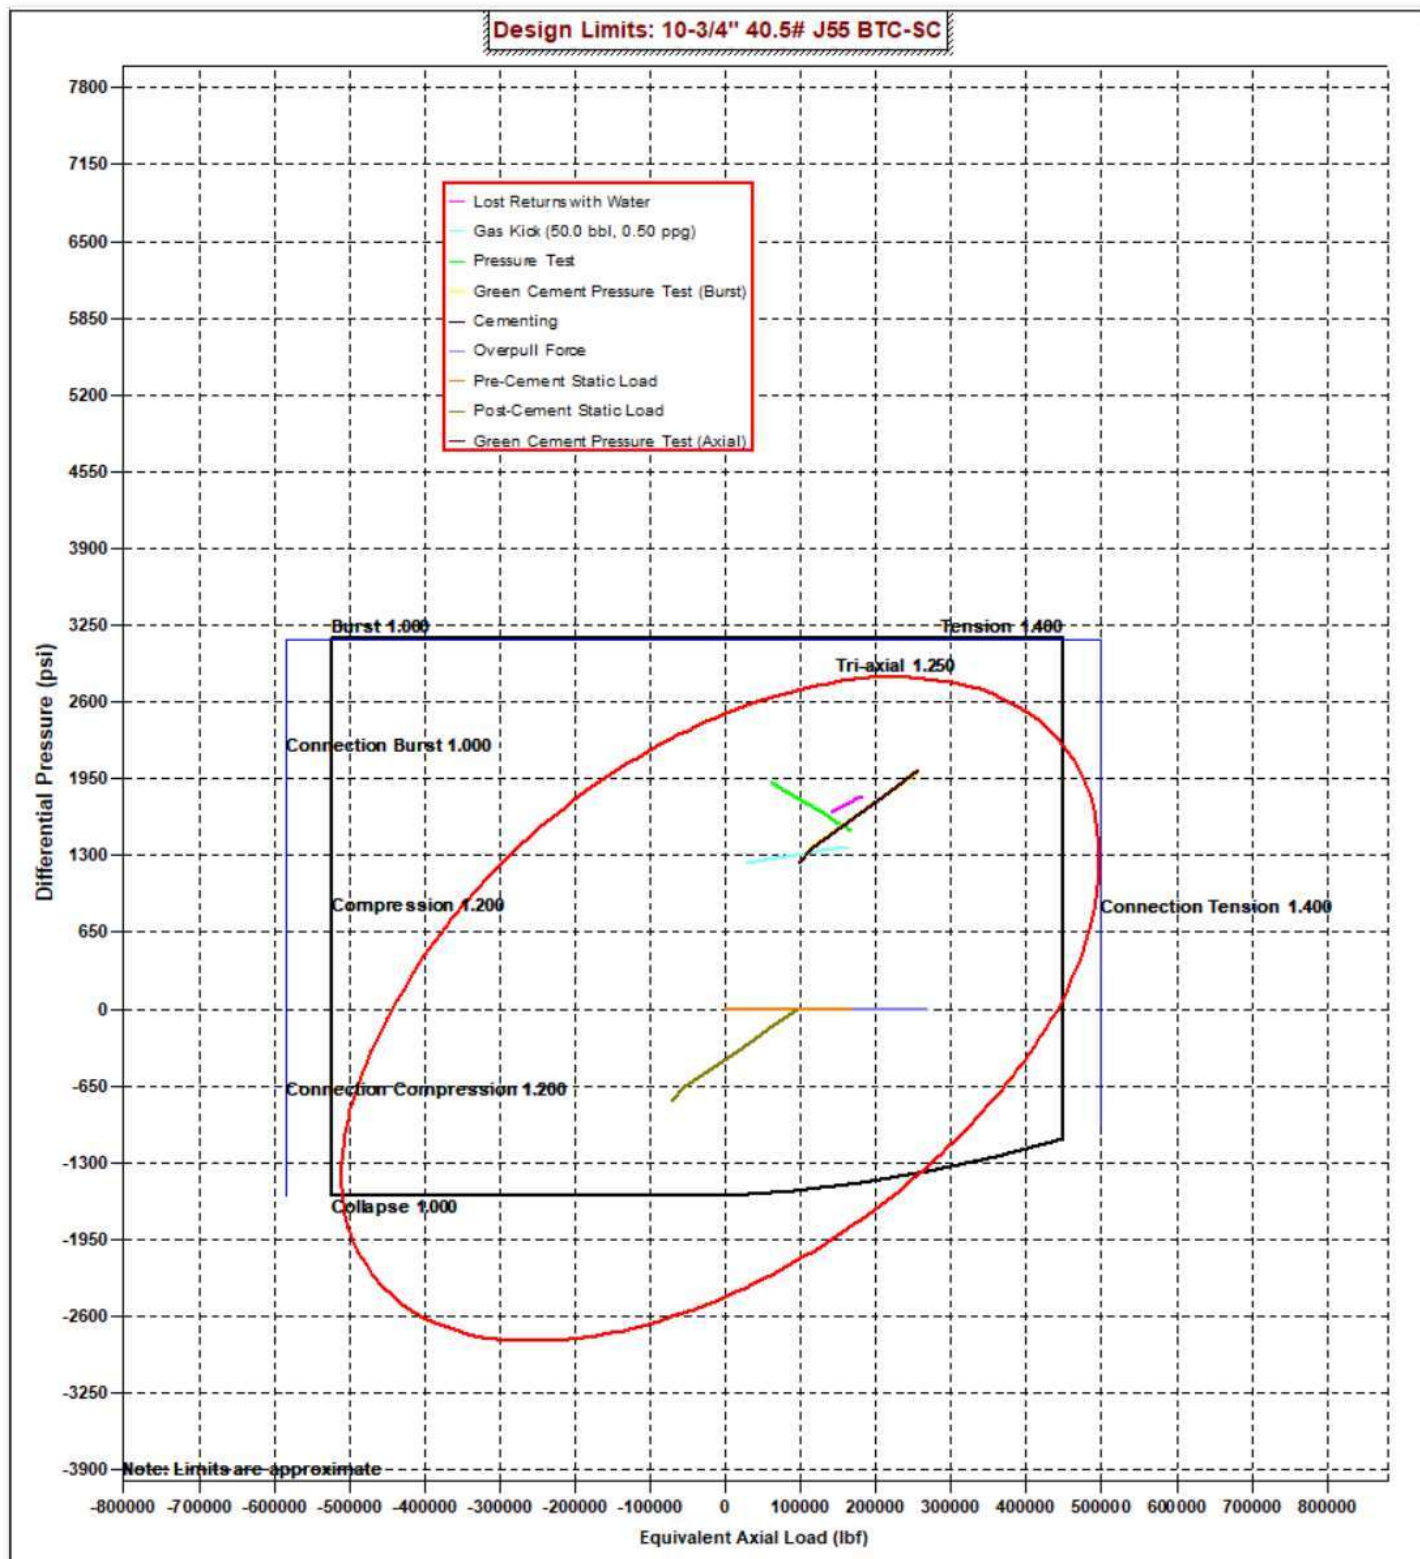 Design Limits: 10-3/4" 40.5# J55 BTC-SC
7800
7150
6500
5850
5200
4550
3900
3250
2600
1950
1300
650
0
-650
-1300
-1950
-2600
-3250
-3900
Differential Pressure (psi)
Lost Returns with Water
Gas Kick (50.0 bbl, 0.50 ppg)
Pressure Test
Green Cement Pressure Test (Burst)
Cementing
Overpull Force
Pre-Cement Static Load
Post-Cement Static Load
Green Cement Pressure Test (Axial)
Burst 1.000
Tension 1.400
Tri-axial 1.250
Connection Burst 1.000
Compression 1.200
Connection Tension 1.400
Connection Compression 1.200
Collapse 1.000
Note: Limits are approximate
-800000 -700000 -600000 -500000 -400000 -300000 -200000 -100000 0 100000 200000 300000 400000 500000 600000 700000 800000
Equivalent Axial Load (lbf)